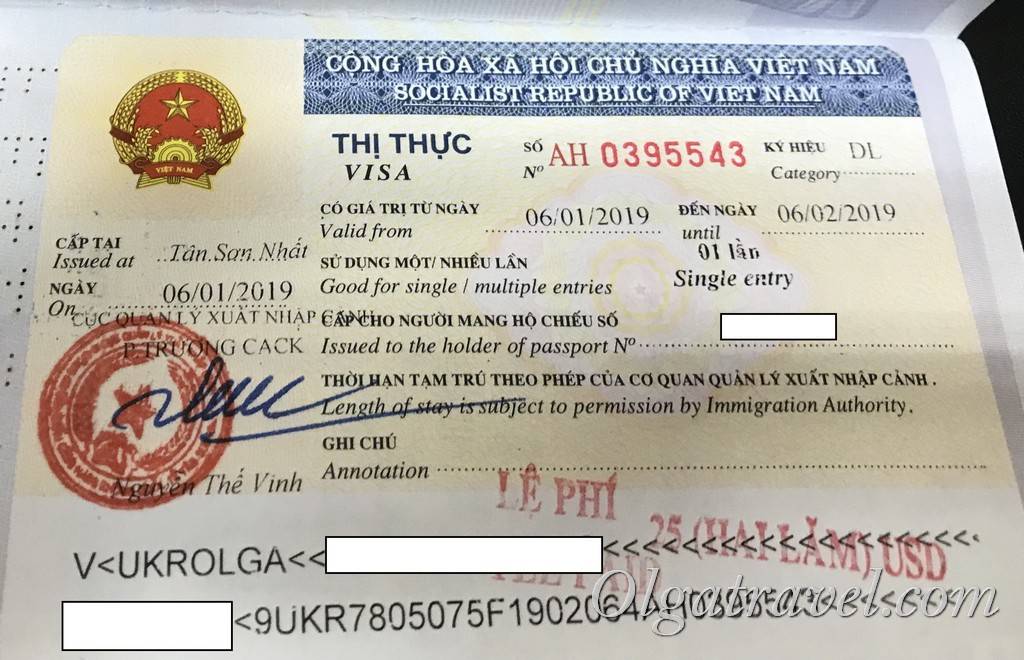 CỘNG HÒA XÃ HỘI CHỦ NGHĨA VIỆT NAM
SOCIALIST REPUBLIC OF VIET NAM
VIỆT NAM
THỊ THỰC
VISA
SỐ
Nº
AH 0395543
KÝ HIỆU
Category
DL
CÓ GIÁ TRỊ TỪ NGÀY
Valid from
06/01/2019
ĐẾN NGÀY
until
06/02/2019
CẤP TẠI
Issued at
Tân Sơn Nhất
SỬ DỤNG MỘT/ NHIỀU LẦN
Good for single / multiple entries
01 lần
Single entry
NGÀY
On
06/01/2019
CỤC QUẢN LÝ XUẤT NHẬP CẢNH
P.TRƯỞNG CACK
CẤP CHO NGƯỜI MANG HỘ CHIẾU SỐ
Issued to the holder of passport Nº
THỜI HẠN TẠM TRÚ THEO PHÉP CỦA CƠ QUAN QUẢN LÝ XUẤT NHẬP CẢNH .
Length of stay is subject to permission by Immigration Authority.
GHI CHÚ
Annotation
Nguyễn Thế Vinh
LỆ PHÍ
25 (HAI LĂM) USD
V<UKROLGA<<
<9UKR7805075F1902064
Olgatravel.com